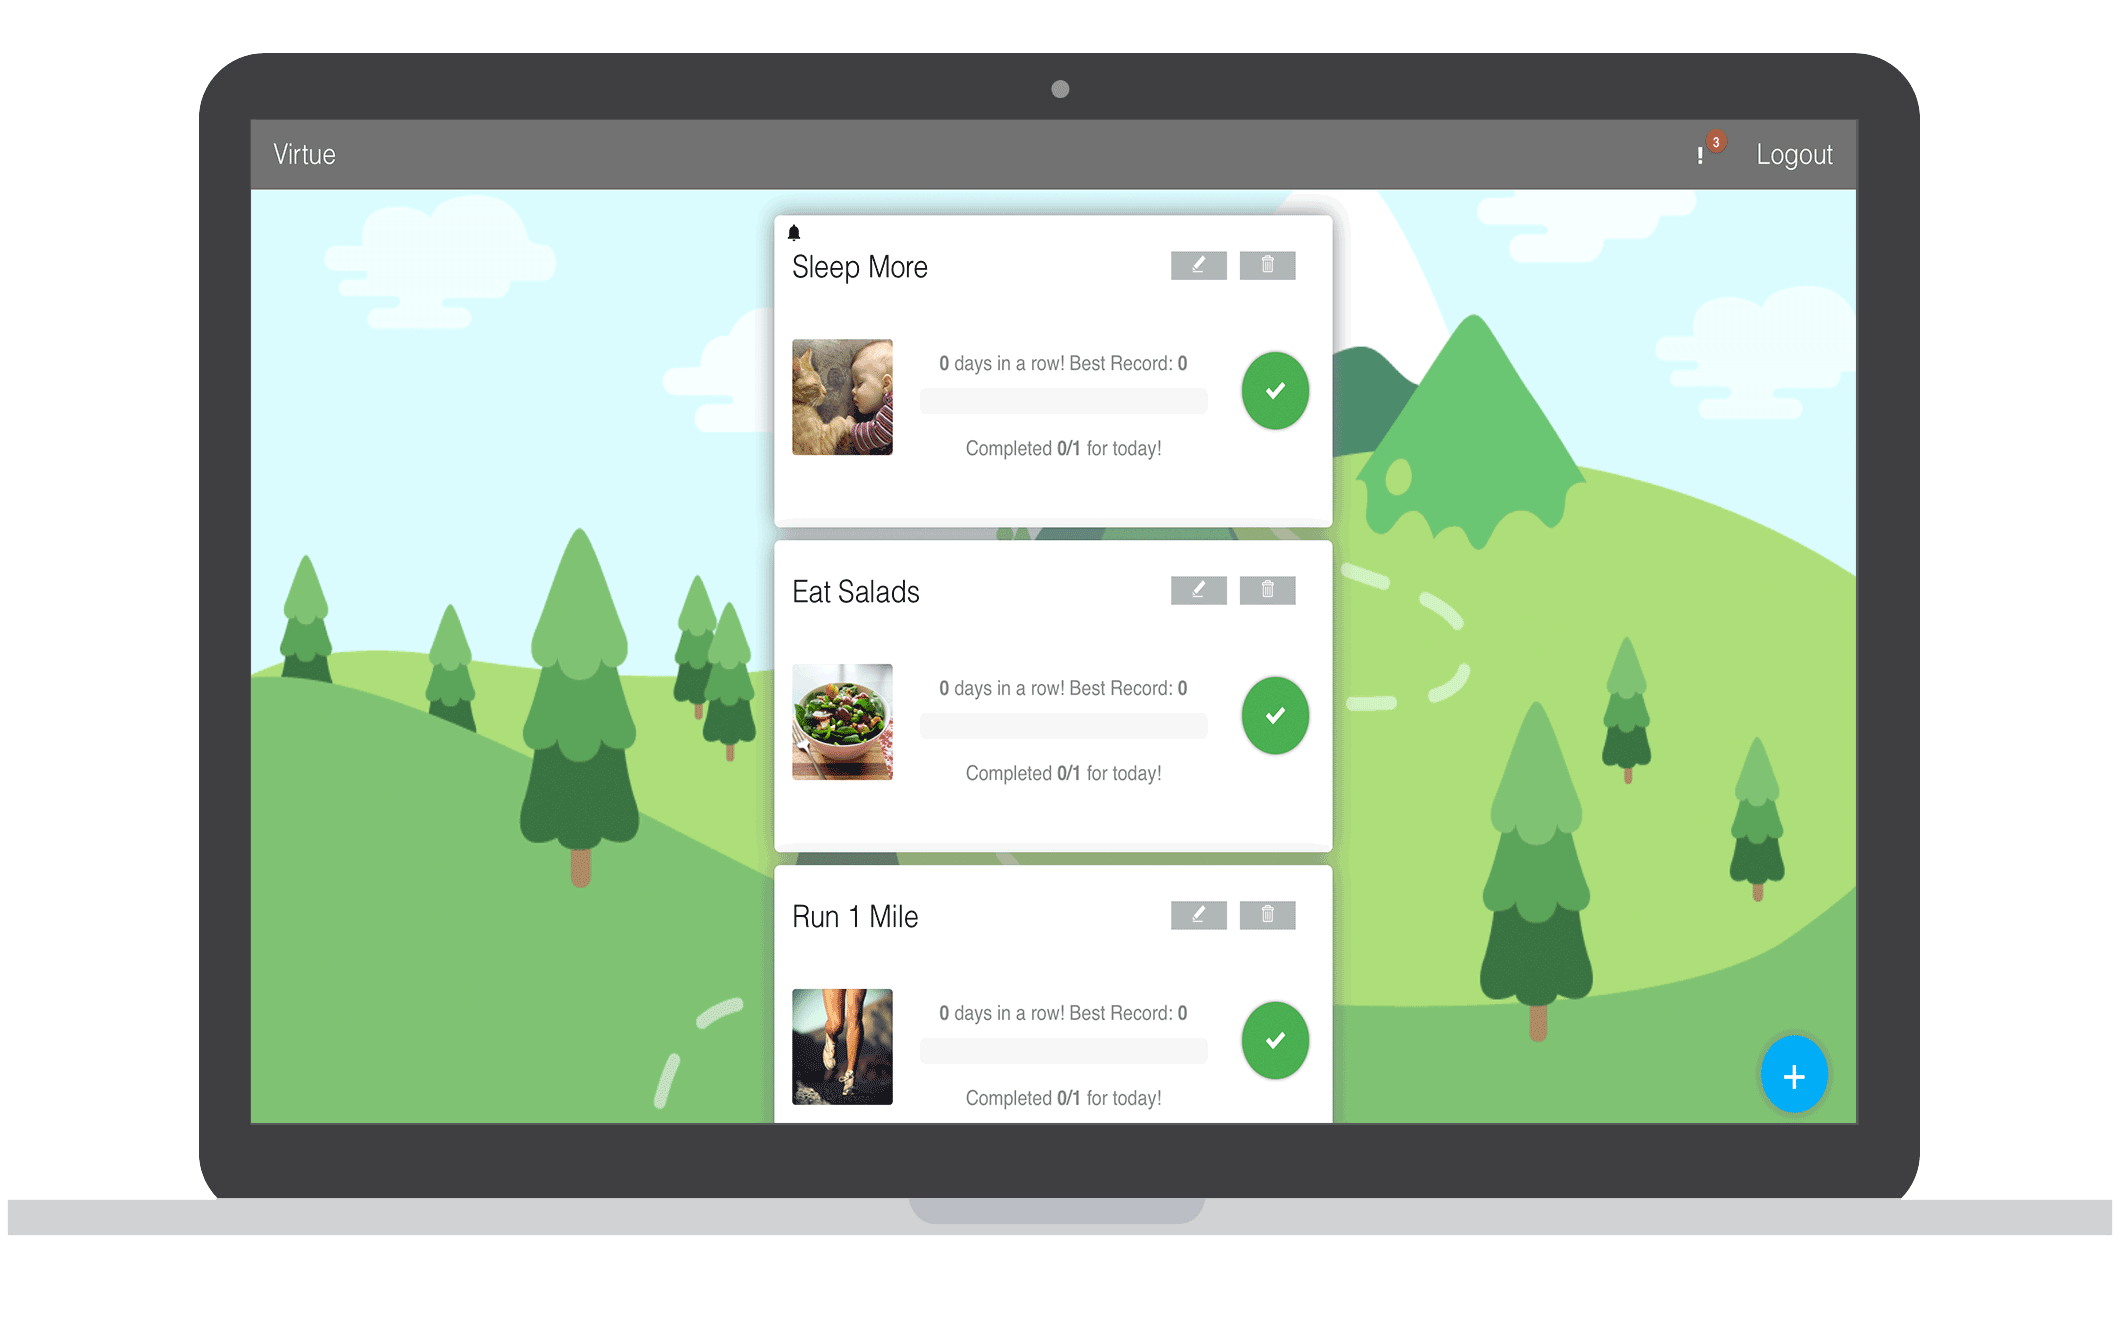 Virtue
! 3 Logout
Sleep More
0 days in a row! Best Record: 0
Completed 0/1 for today!
Eat Salads
0 days in a row! Best Record: 0
Completed 0/1 for today!
Run 1 Mile
0 days in a row! Best Record: 0
Completed 0/1 for today!